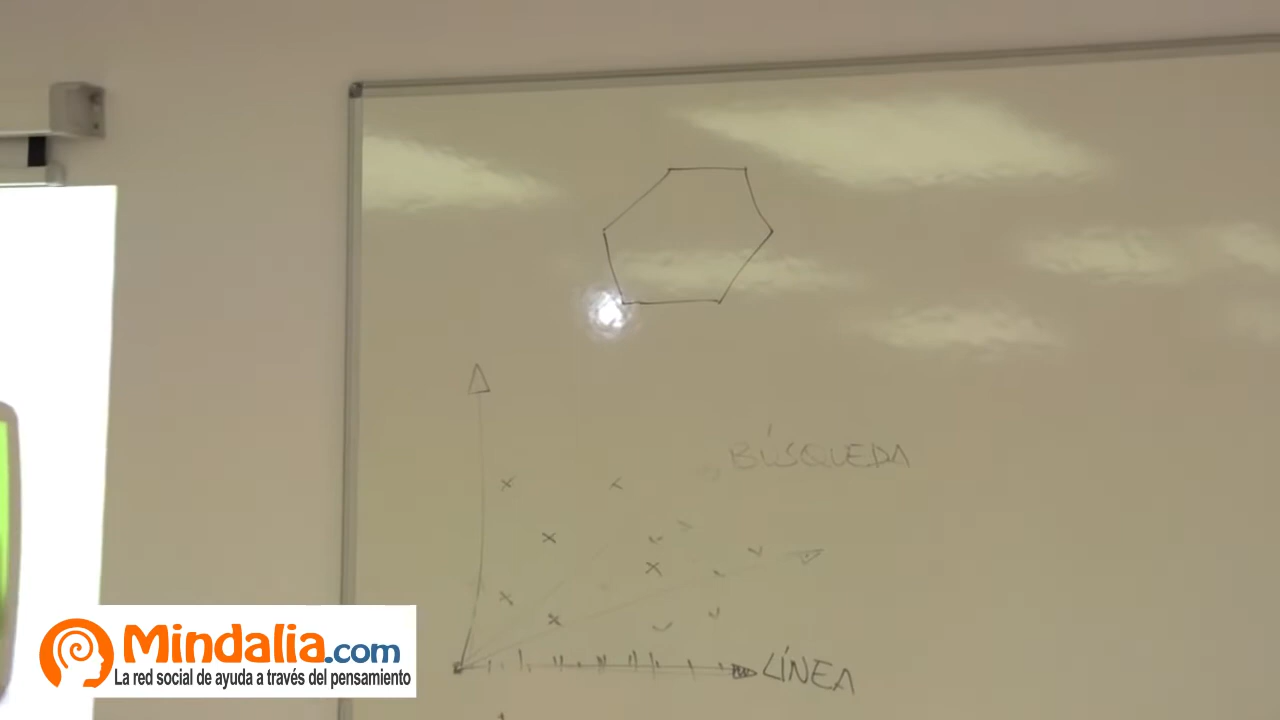 BÚSQUEDA
LÍNEA
Mindalia.com
La red social de ayuda a través del pensamiento